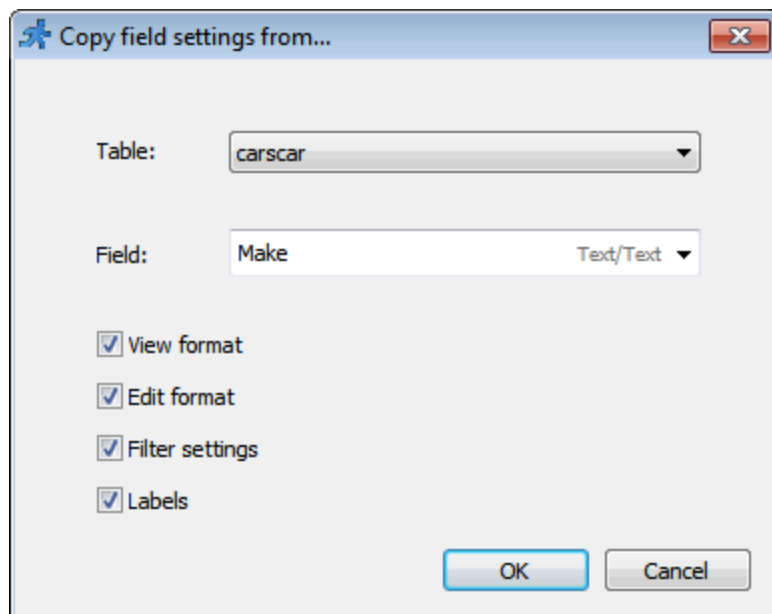 Copy field settings from...
Table: carscar
Field: Make Text/Text
View format
Edit format
Filter settings
Labels
OK Cancel